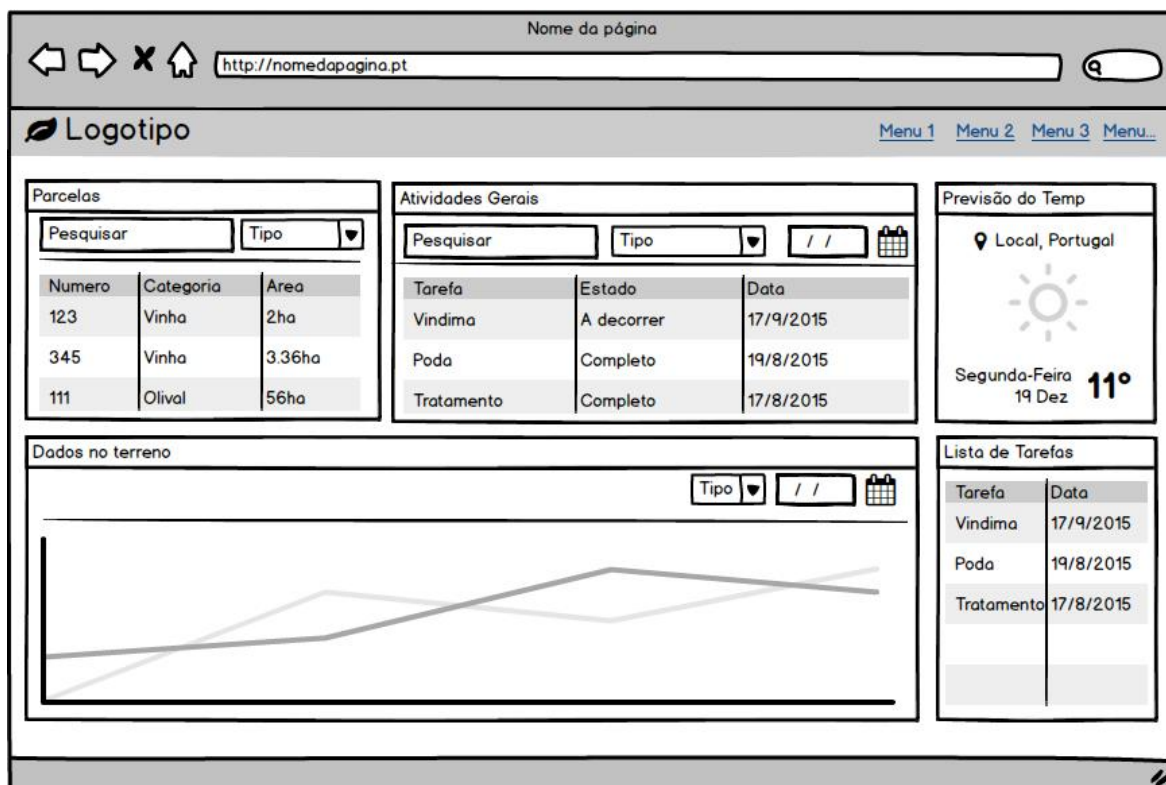 Nome da página
http://nomedapagina.pt
Logotipo
Menu 1 Menu 2 Menu 3 Menu...
Parcelas
Pesquisar Tipo
Numero Categoria Area
123 Vinha 2ha
345 Vinha 3.36ha
111 Olival 56ha
Atividades Gerais
Pesquisar Tipo / /
Tarefa Estado Data
Vindima A decorrer 17/9/2015
Poda Completo 19/8/2015
Tratamento Completo 17/8/2015
Previsão do Temp
Local, Portugal
Segunda-Feira 11°
19 Dez
Dados no terreno
Tipo / /
Lista de Tarefas
Tarefa Data
Vindima 17/9/2015
Poda 19/8/2015
Tratamento 17/8/2015